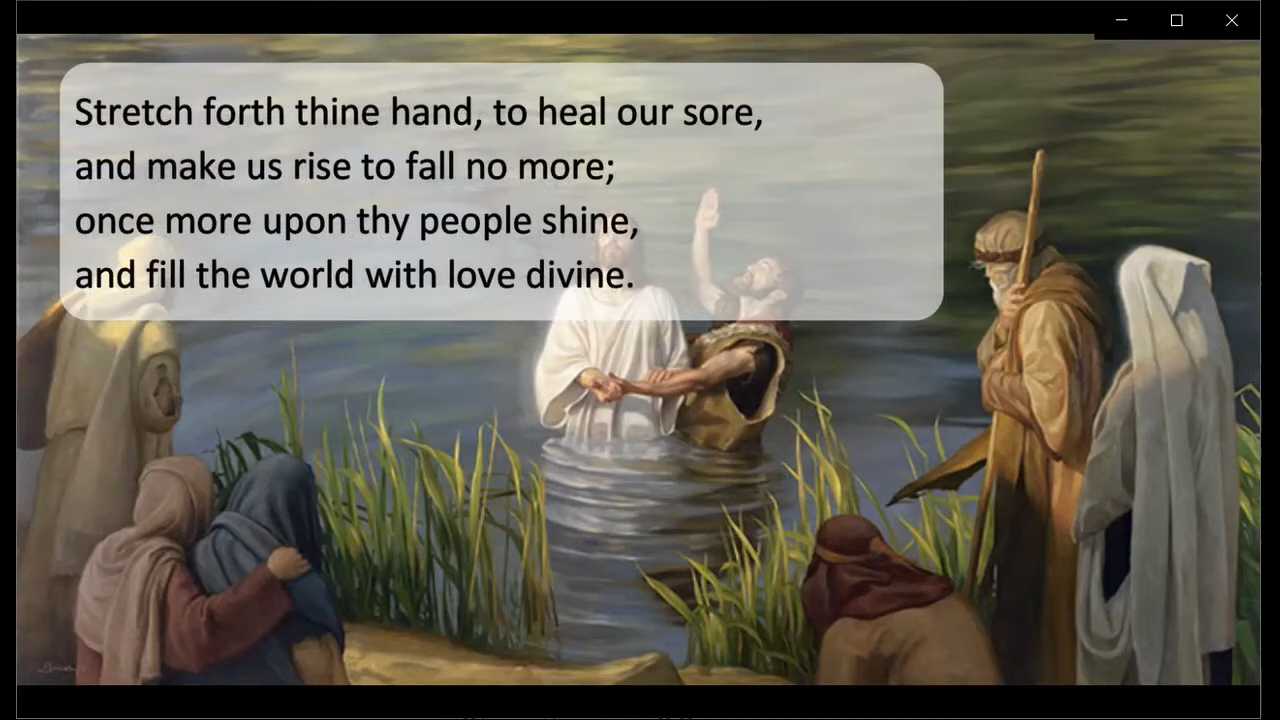 Stretch forth thine hand, to heal our sore,
and make us rise to fall no more;
once more upon thy people shine,
and fill the world with love divine.